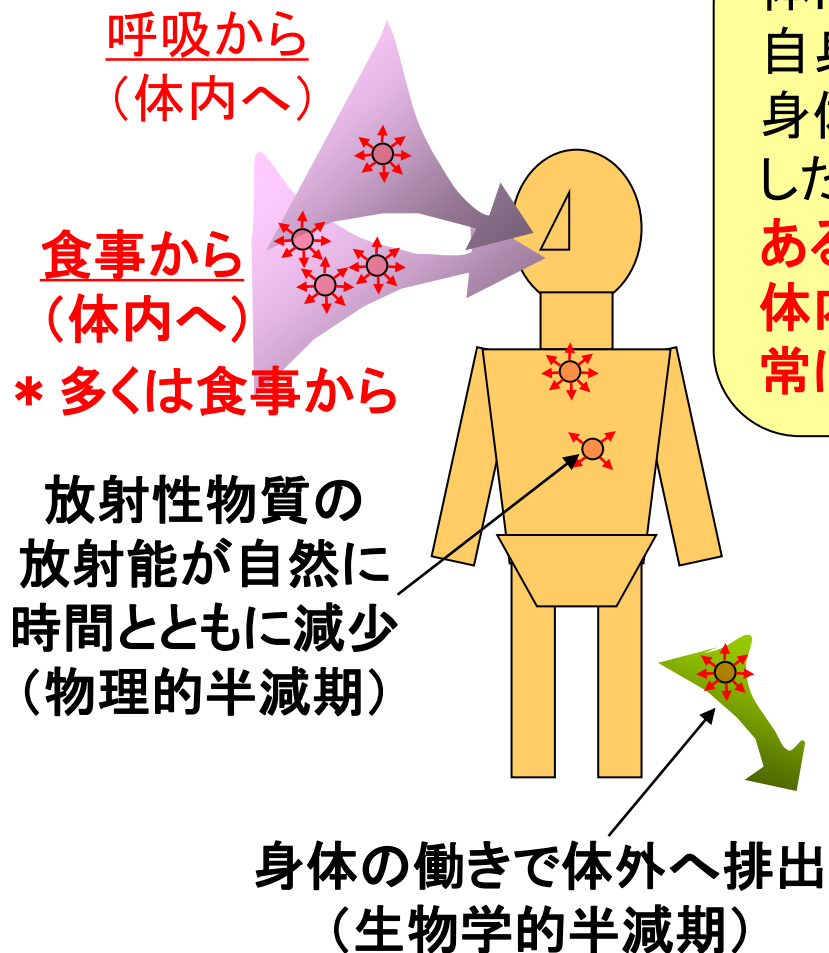 呼吸から
（体内へ）
食事から
（体内へ）
* 多くは食事から
放射性物質の
放射能が自然に
時間とともに減少
（物理的半減期）
身体の働きで体外へ排出
（生物学的半減期）
自身
身体
した
ある
体内
常に